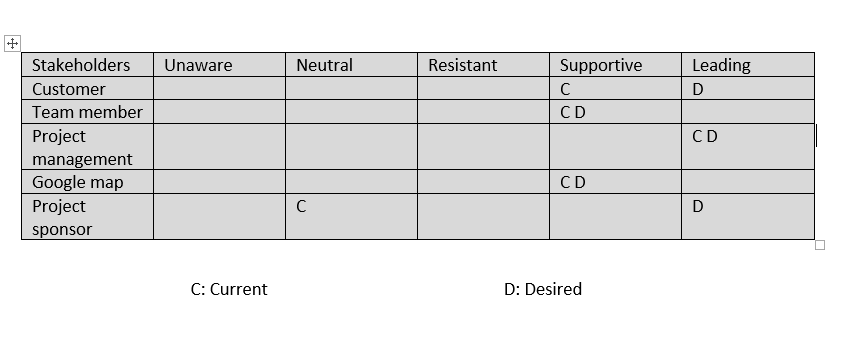 Stakeholders Unaware Neutral Resistant Supportive Leading
Customer C D
Team member C D
Project C D
management
Google map C D
Project C D
sponsor
C: Current D: Desired